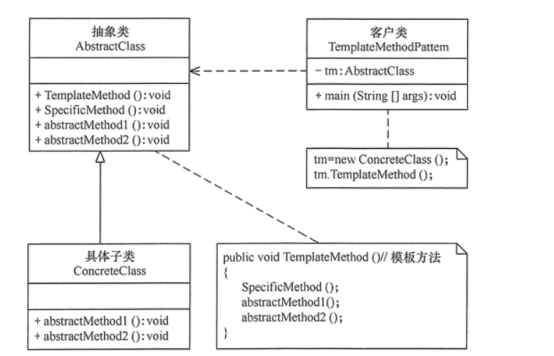 抽象类
AbstractClass
+ TemplateMethod ():void
+ SpecificMethod ():void
+ abstractMethod1 ():void
+ abstractMethod2 ():void
客户类
TemplateMethodPattem
- tm:AbstractClass
+ main (String [] args):void
tm=new ConcreteClass ();
tm.TemplateMethod ();
具体子类
ConcreteClass
+ abstractMethod1 ():void
+ abstractMethod2 ():void
public void TemplateMethod ()// 模板方法
{
SpecificMethod ();
abstractMethod1();
abstractMethod2 ();
}